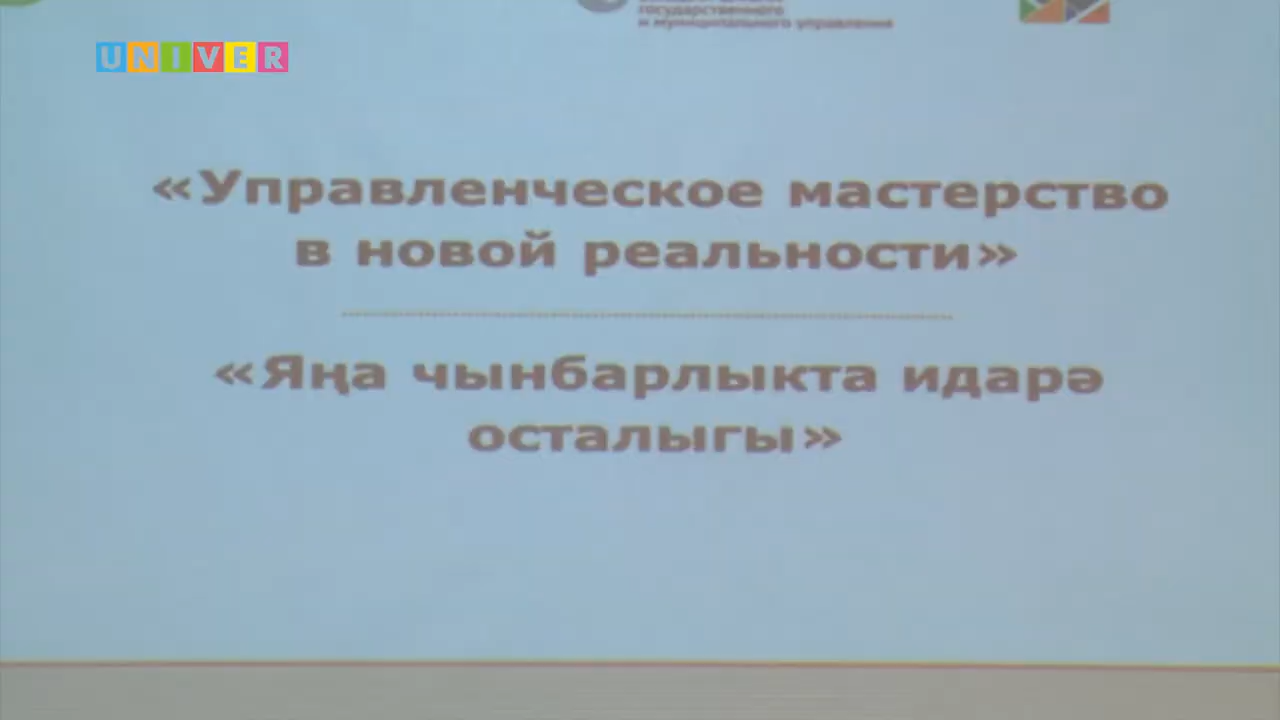 государственного
и муниципального управления
UNIVER
«Управленческое мастерство
в новой реальности»
«Яңа чынбарлыкта идарә
осталыгы»